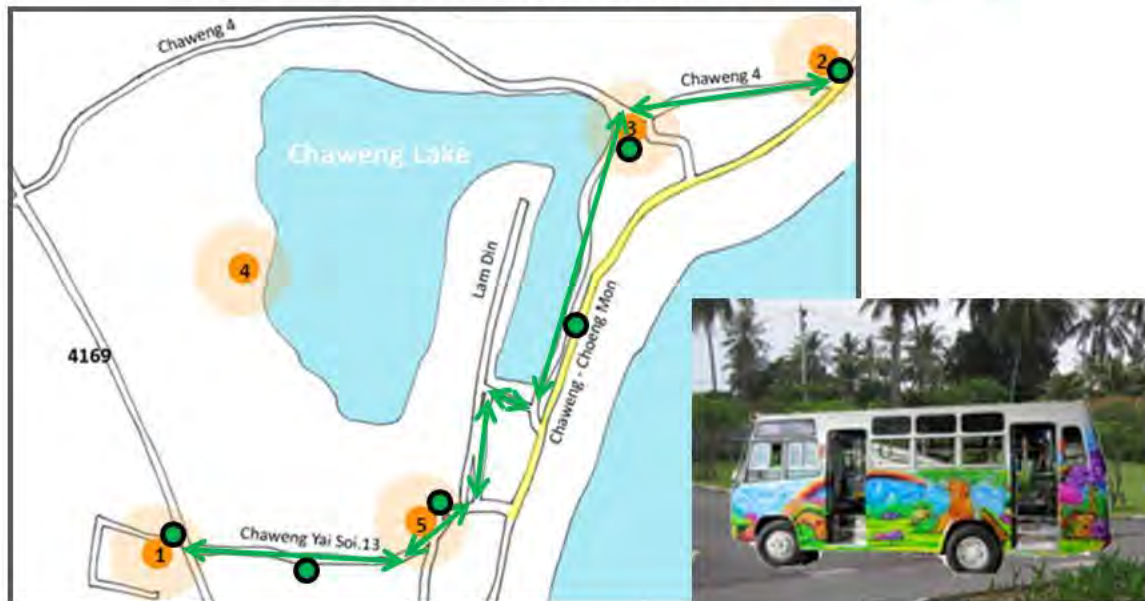 Chaweng 4
Chaweng 4
2
3
Chaweng Lake
4
Lam Din
4169
Chaweng - Choeng Mon
5
Chaweng Yai Soi.13
1